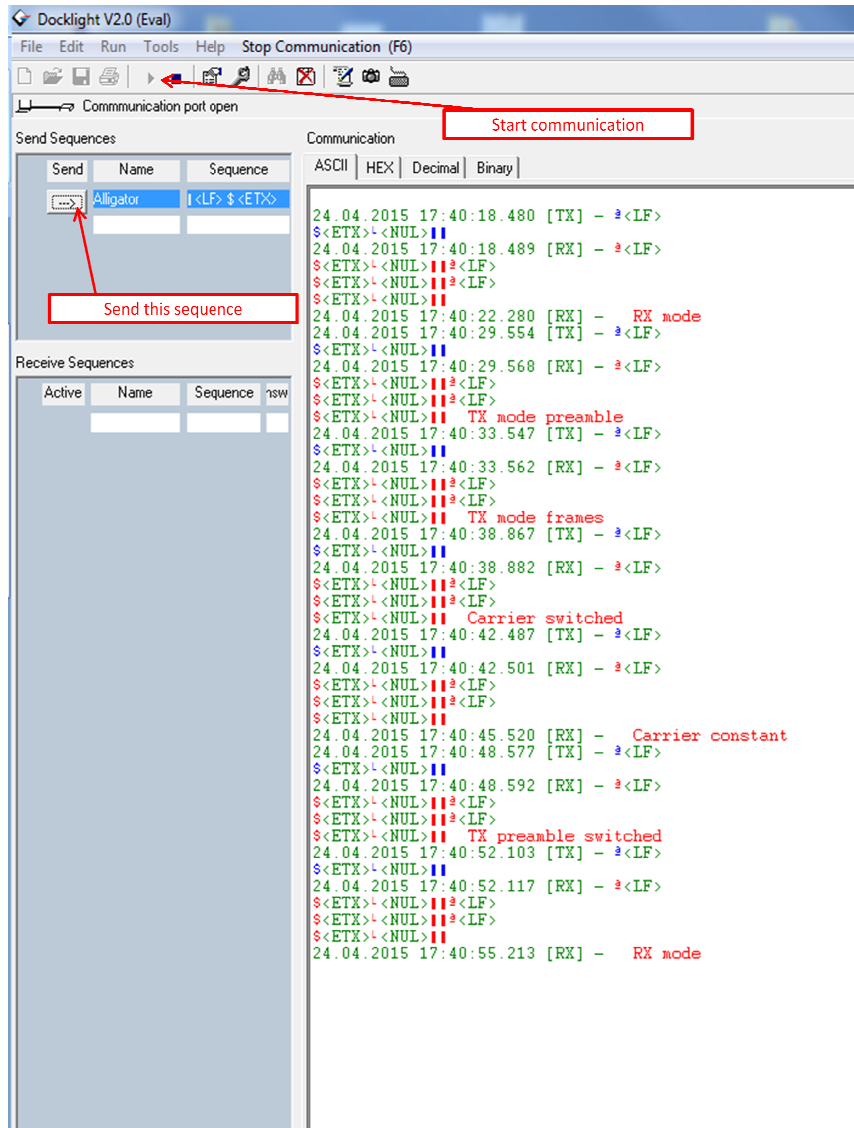 Docklight V2.0 (Eval)
File Edit Run Tools Help Stop Communication (F6)
Commmunication port open
Start communication
Send Sequences
Communication
Send Name Sequence
ASCII HEX Decimal Binary
Alligator <LF> $ <ETX>
--->
Send this sequence
Receive Sequences
Active Name Sequence nsw
24.04.2015 17:40:18.480 [TX] - ª<LF>
$<ETX>└<NUL>▌▌
24.04.2015 17:40:18.489 [RX] - ª<LF>
$<ETX>└<NUL>▌▌ª<LF>
$<ETX>└<NUL>▌▌ª<LF>
$<ETX>└<NUL>▌▌
24.04.2015 17:40:22.280 [RX] - RX mode
24.04.2015 17:40:29.554 [TX] - ª<LF>
$<ETX>└<NUL>▌▌
24.04.2015 17:40:29.568 [RX] - ª<LF>
$<ETX>└<NUL>▌▌ª<LF>
$<ETX>└<NUL>▌▌ª<LF>
$<ETX>└<NUL>▌▌ TX mode preamble
24.04.2015 17:40:33.547 [TX] - ª<LF>
$<ETX>└<NUL>▌▌
24.04.2015 17:40:33.562 [RX] - ª<LF>
$<ETX>└<NUL>▌▌ª<LF>
$<ETX>└<NUL>▌▌ª<LF>
$<ETX>└<NUL>▌▌ TX mode frames
24.04.2015 17:40:38.867 [TX] - ª<LF>
$<ETX>└<NUL>▌▌
24.04.2015 17:40:38.882 [RX] - ª<LF>
$<ETX>└<NUL>▌▌ª<LF>
$<ETX>└<NUL>▌▌ª<LF>
$<ETX>└<NUL>▌▌ Carrier switched
24.04.2015 17:40:42.487 [TX] - ª<LF>
$<ETX>└<NUL>▌▌
24.04.2015 17:40:42.501 [RX] - ª<LF>
$<ETX>└<NUL>▌▌ª<LF>
$<ETX>└<NUL>▌▌ª<LF>
$<ETX>└<NUL>▌▌
24.04.2015 17:40:45.520 [RX] - Carrier constant
24.04.2015 17:40:48.577 [TX] - ª<LF>
$<ETX>└<NUL>▌▌
24.04.2015 17:40:48.592 [RX] - ª<LF>
$<ETX>└<NUL>▌▌ª<LF>
$<ETX>└<NUL>▌▌ª<LF>
$<ETX>└<NUL>▌▌ TX preamble switched
24.04.2015 17:40:52.103 [TX] - ª<LF>
$<ETX>└<NUL>▌▌
24.04.2015 17:40:52.117 [RX] - ª<LF>
$<ETX>└<NUL>▌▌ª<LF>
$<ETX>└<NUL>▌▌ª<LF>
$<ETX>└<NUL>▌▌
24.04.2015 17:40:55.213 [RX] - RX mode